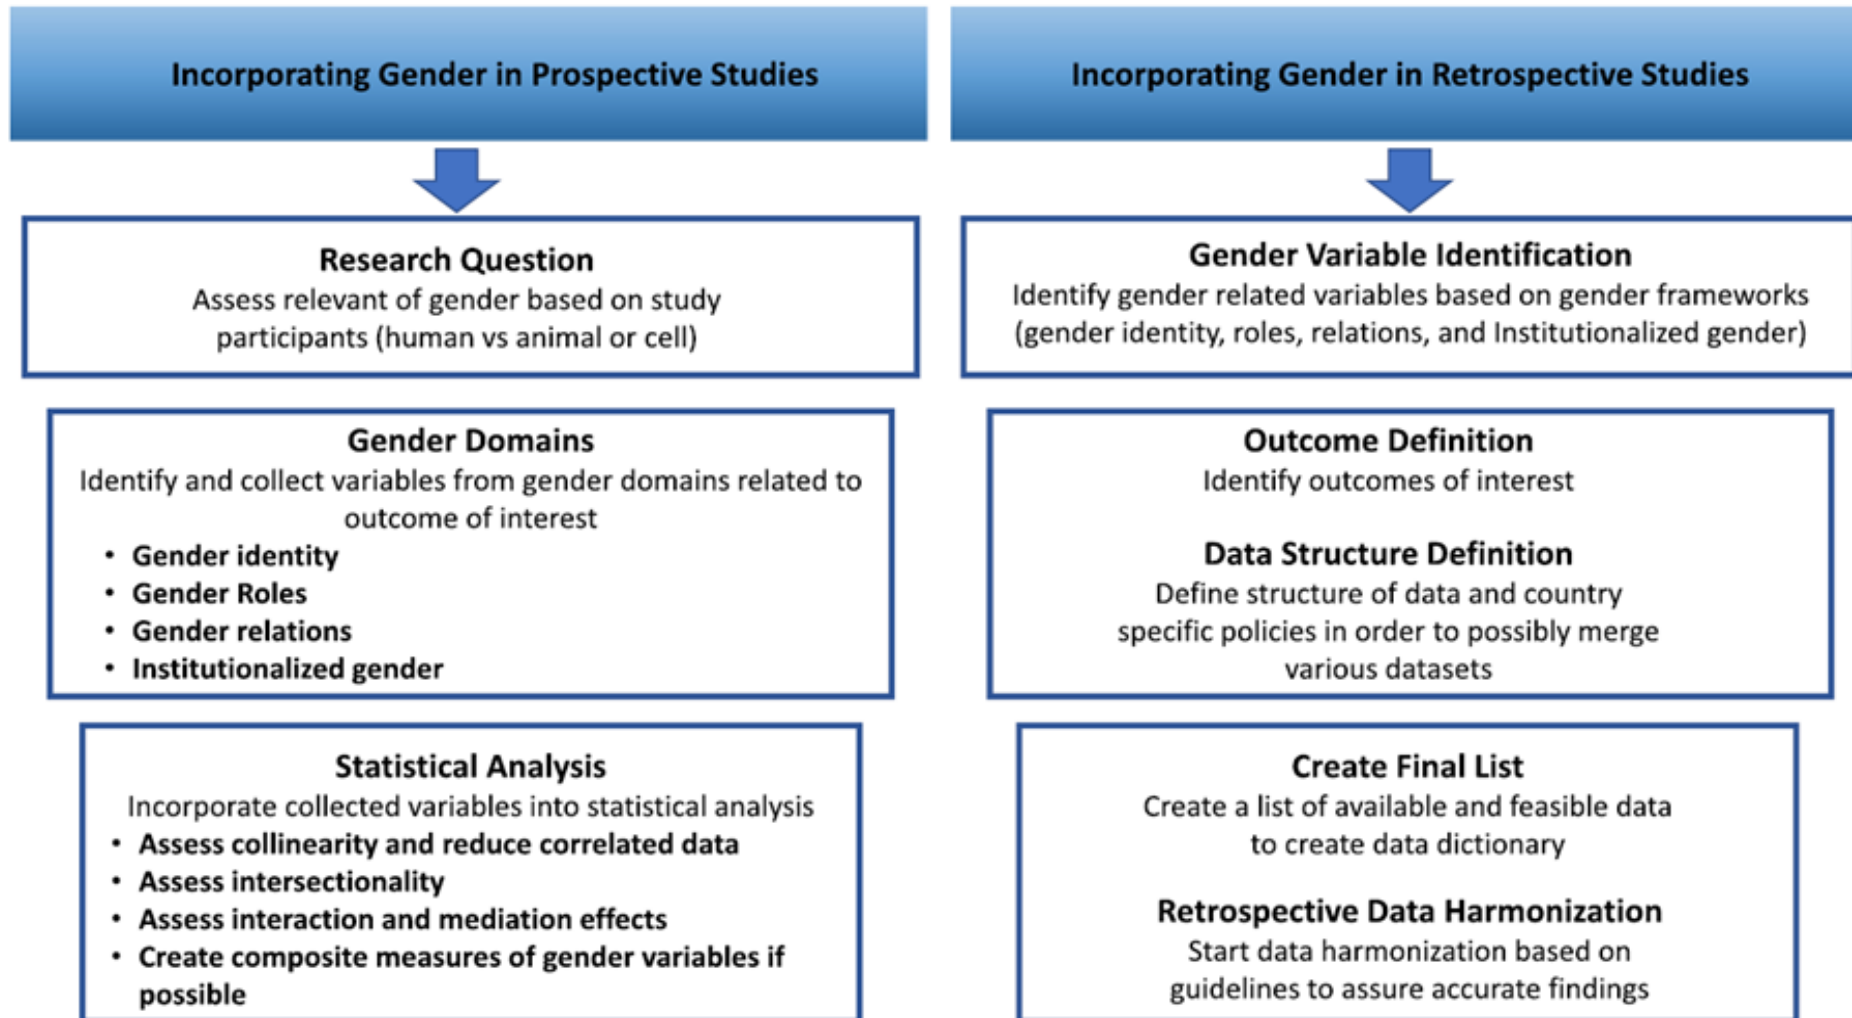 Incorporating Gender in Prospective Studies
Research Question
Assess relevant of gender based on study
participants (human vs animal or cell)
Gender Domains
Identify and collect variables from gender domains related to
outcome of interest
• Gender identity
• Gender Roles
• Gender relations
• Institutionalized gender
Statistical Analysis
Incorporate collected variables into statistical analysis
• Assess collinearity and reduce correlated data
• Assess intersectionality
• Assess interaction and mediation effects
• Create composite measures of gender variables if
possible
Incorporating Gender in Retrospective Studies
Gender Variable Identification
Identify gender related variables based on gender frameworks
(gender identity, roles, relations, and Institutionalized gender)
Outcome Definition
Identify outcomes of interest
Data Structure Definition
Define structure of data and country
specific policies in order to possibly merge
various datasets
Create Final List
Create a list of available and feasible data
to create data dictionary
Retrospective Data Harmonization
Start data harmonization based on
guidelines to assure accurate findings